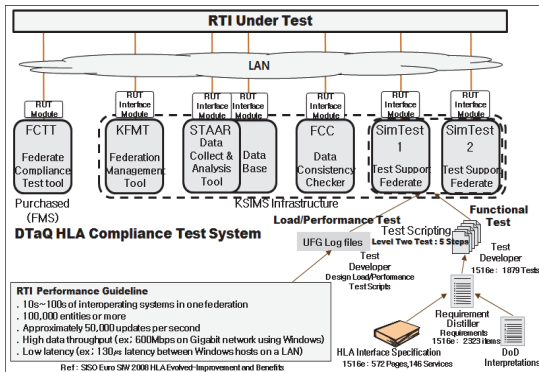 RTI Under Test
LAN
RUT
Module
RUT
Interface
Module
RUT
Interface
Module
RUT
Interface
Module
RUT
Interface
Module
RUT
Interface
Module
RUT
Interface
Module
FCTT
Federate
Compliance
Test tool
KFMT
Federation
Management
Tool
STAAR
Data
Collect &
Analysis
Tool
Data
Base
FCC
Data
Consistency
Checker
SimTest
1
Test Support
Federate
SimTest
2
Test Support
Federate
Purchased
(FMS)
KSIMS Infrastructure
DTaQ HLA Compliance Test System
Load/Performance Test
UFG Log files
Test
Developer
Design Load/Performance
Test Scripts
Test Scripting
Level Two Test : 5 Steps
Functional
Test
Test
Developer
1516e : 1879 Tests
RTI Performance Guideline
. 10s~100s of interoperating systems in one federation
. 100,000 entities or more
. Approximately 50,000 updates per second
. High data throughput (ex; 600Mbps on Gigabit network using Windows)
. Low latency (ex; 130㎲ latency between Windows hosts on a LAN)
Requirement
Distiller
Requirements
1516e : 2323 items
HLA Interface Specification
1516e : 572 Pages, 146 Services
DoD
Interpretations
Ref : SISO Euro SIW 2008 HLA Evolved-Improvement and Benefits